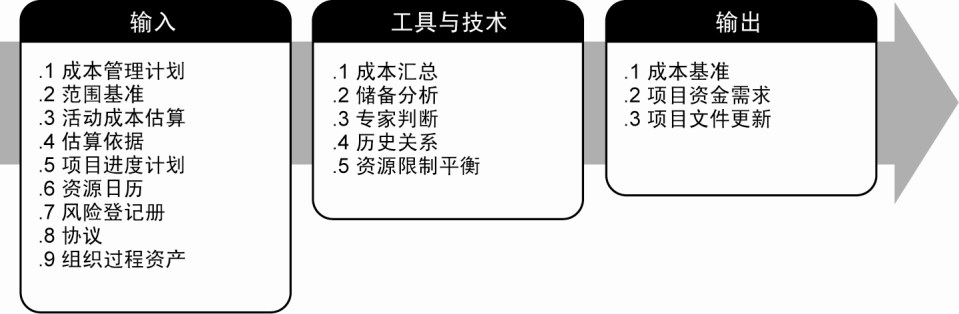 输入
.1 成本管理计划
.2 范围基准
.3 活动成本估算
.4 估算依据
.5 项目进度计划
.6 资源日历
.7 风险登记册
.8 协议
.9 组织过程资产
工具与技术
.1 成本汇总
.2 储备分析
.3 专家判断
.4 历史关系
.5 资源限制平衡
输出
.1 成本基准
.2 项目资金需求
.3 项目文件更新